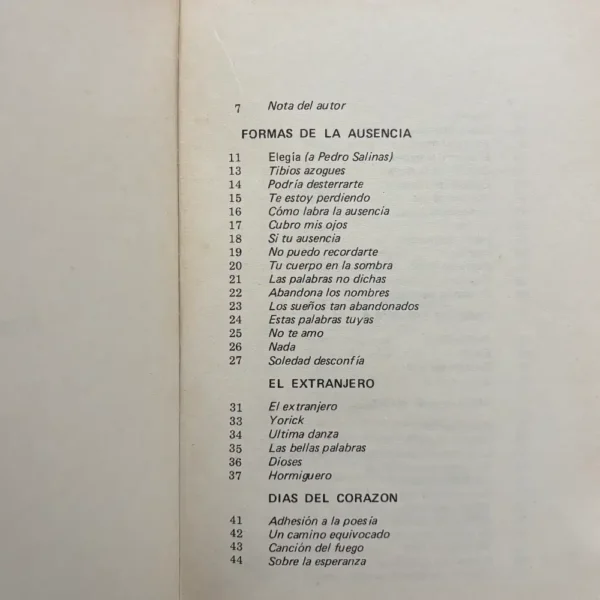 7 Nota del autor
FORMAS DE LA AUSENCIA
11 Elegía (a Pedro Salinas)
13 Tibios azogues
14 Podría desterrarte
15 Te estoy perdiendo
16 Cómo labra la ausencia
17 Cubro mis ojos
18 Si tu ausencia
19 No puedo recordarte
20 Tu cuerpo en la sombra
21 Las palabras no dichas
22 Abandona los nombres
23 Los sueños tan abandonados
24 Estas palabras tuyas
25 No te amo
26 Nada
27 Soledad desconfía
EL EXTRANJERO
31 El extranjero
33 Yorick
34 Ultima danza
35 Las bellas palabras
36 Dioses
37 Hormiguero
DIAS DEL CORAZON
41 Adhesión a la poesía
42 Un camino equivocado
43 Canción del fuego
44 Sobre la esperanza